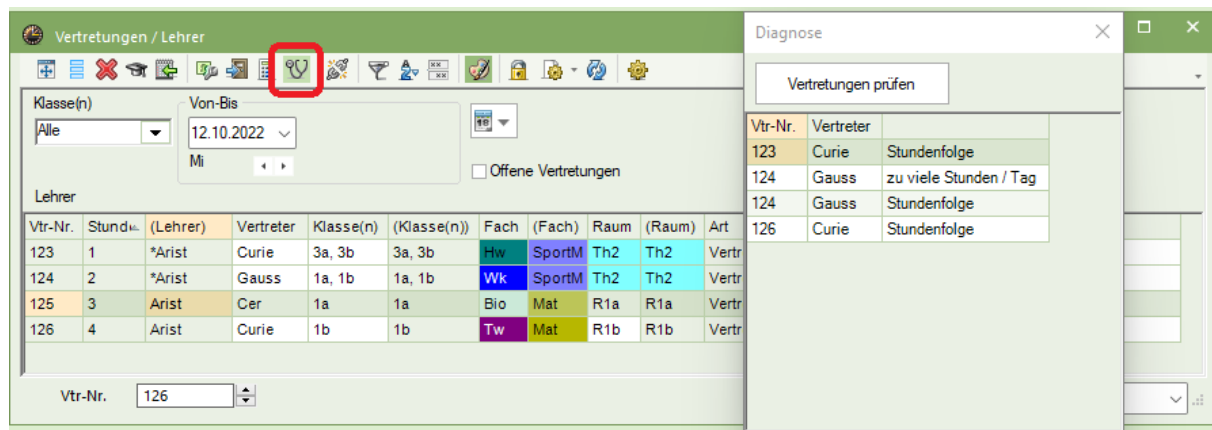 Vertretungen / Lehrer
Klasse(n)
Alle
Von-Bis
12.10.2022
Mi
Offene Vertretungen
Lehrer
Vtr-Nr. Stund (Lehrer) Vertreter Klasse(n) (Klasse(n)) Fach (Fach) Raum (Raum) Art
123 1 *Arist Curie 3a, 3b 3a, 3b Hw SportM Th2 Th2 Vertr
124 2 *Arist Gauss 1a, 1b 1a, 1b Wk SportM Th2 Th2 Vertr
125 3 Arist Cer 1a 1a Bio Mat R1a R1a Vertr
126 4 Arist Curie 1b 1b Tw Mat R1b R1b Vertr
Vtr-Nr. 126
Diagnose
Vertretungen prüfen
Vtr-Nr. Vertreter
123 Curie Stundenfolge
124 Gauss zu viele Stunden / Tag
124 Gauss Stundenfolge
126 Curie Stundenfolge